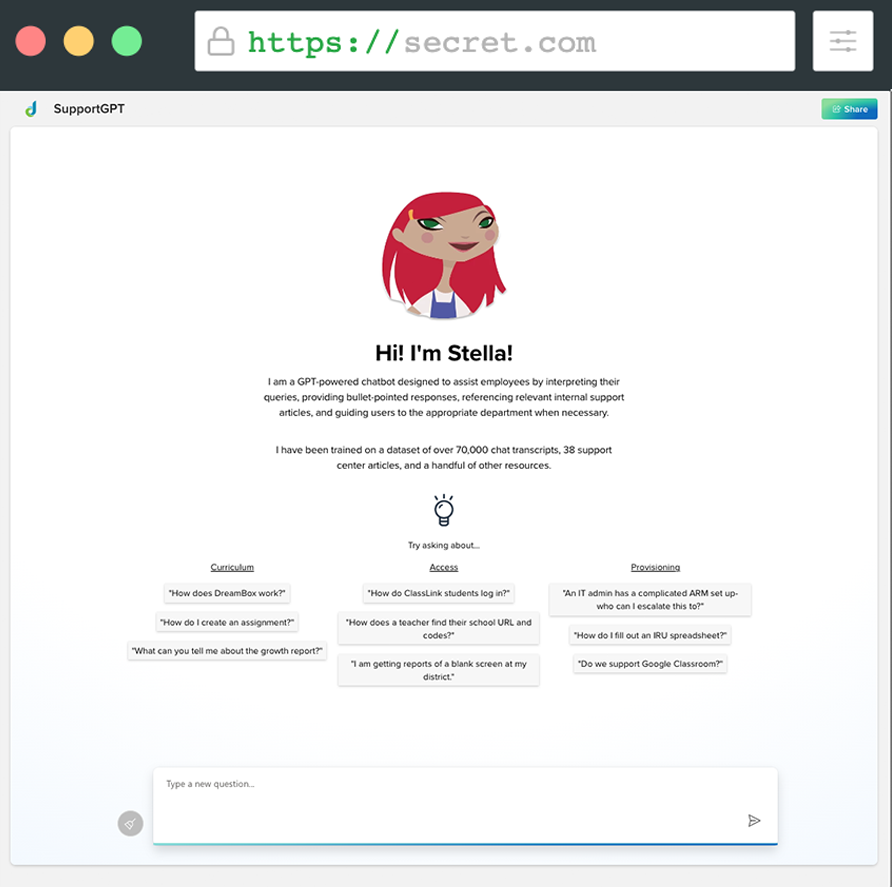 https://secret.com
SupportGPT
Share
Hi! I'm Stella!
I am a GPT-powered chatbot designed to assist employees by interpreting their
queries, providing bullet-pointed responses, referencing relevant internal support
articles, and guiding users to the appropriate department when necessary.
I have been trained on a dataset of over 70,000 chat transcripts, 38 support
center articles, and a handful of other resources.
Try asking about...
Curriculum
"How does DreamBox work?"
"How do I create an assignment?"
"What can you tell me about the growth report?"
Access
"How do ClassLink students log in?"
"How does a teacher find their school URL and
codes?"
"I am getting reports of a blank screen at my
district."
Provisioning
"An IT admin has a complicated ARM set up-
who can I escalate this to?"
"How do I fill out an IRU spreadsheet?"
"Do we support Google Classroom?"
Type a new question...